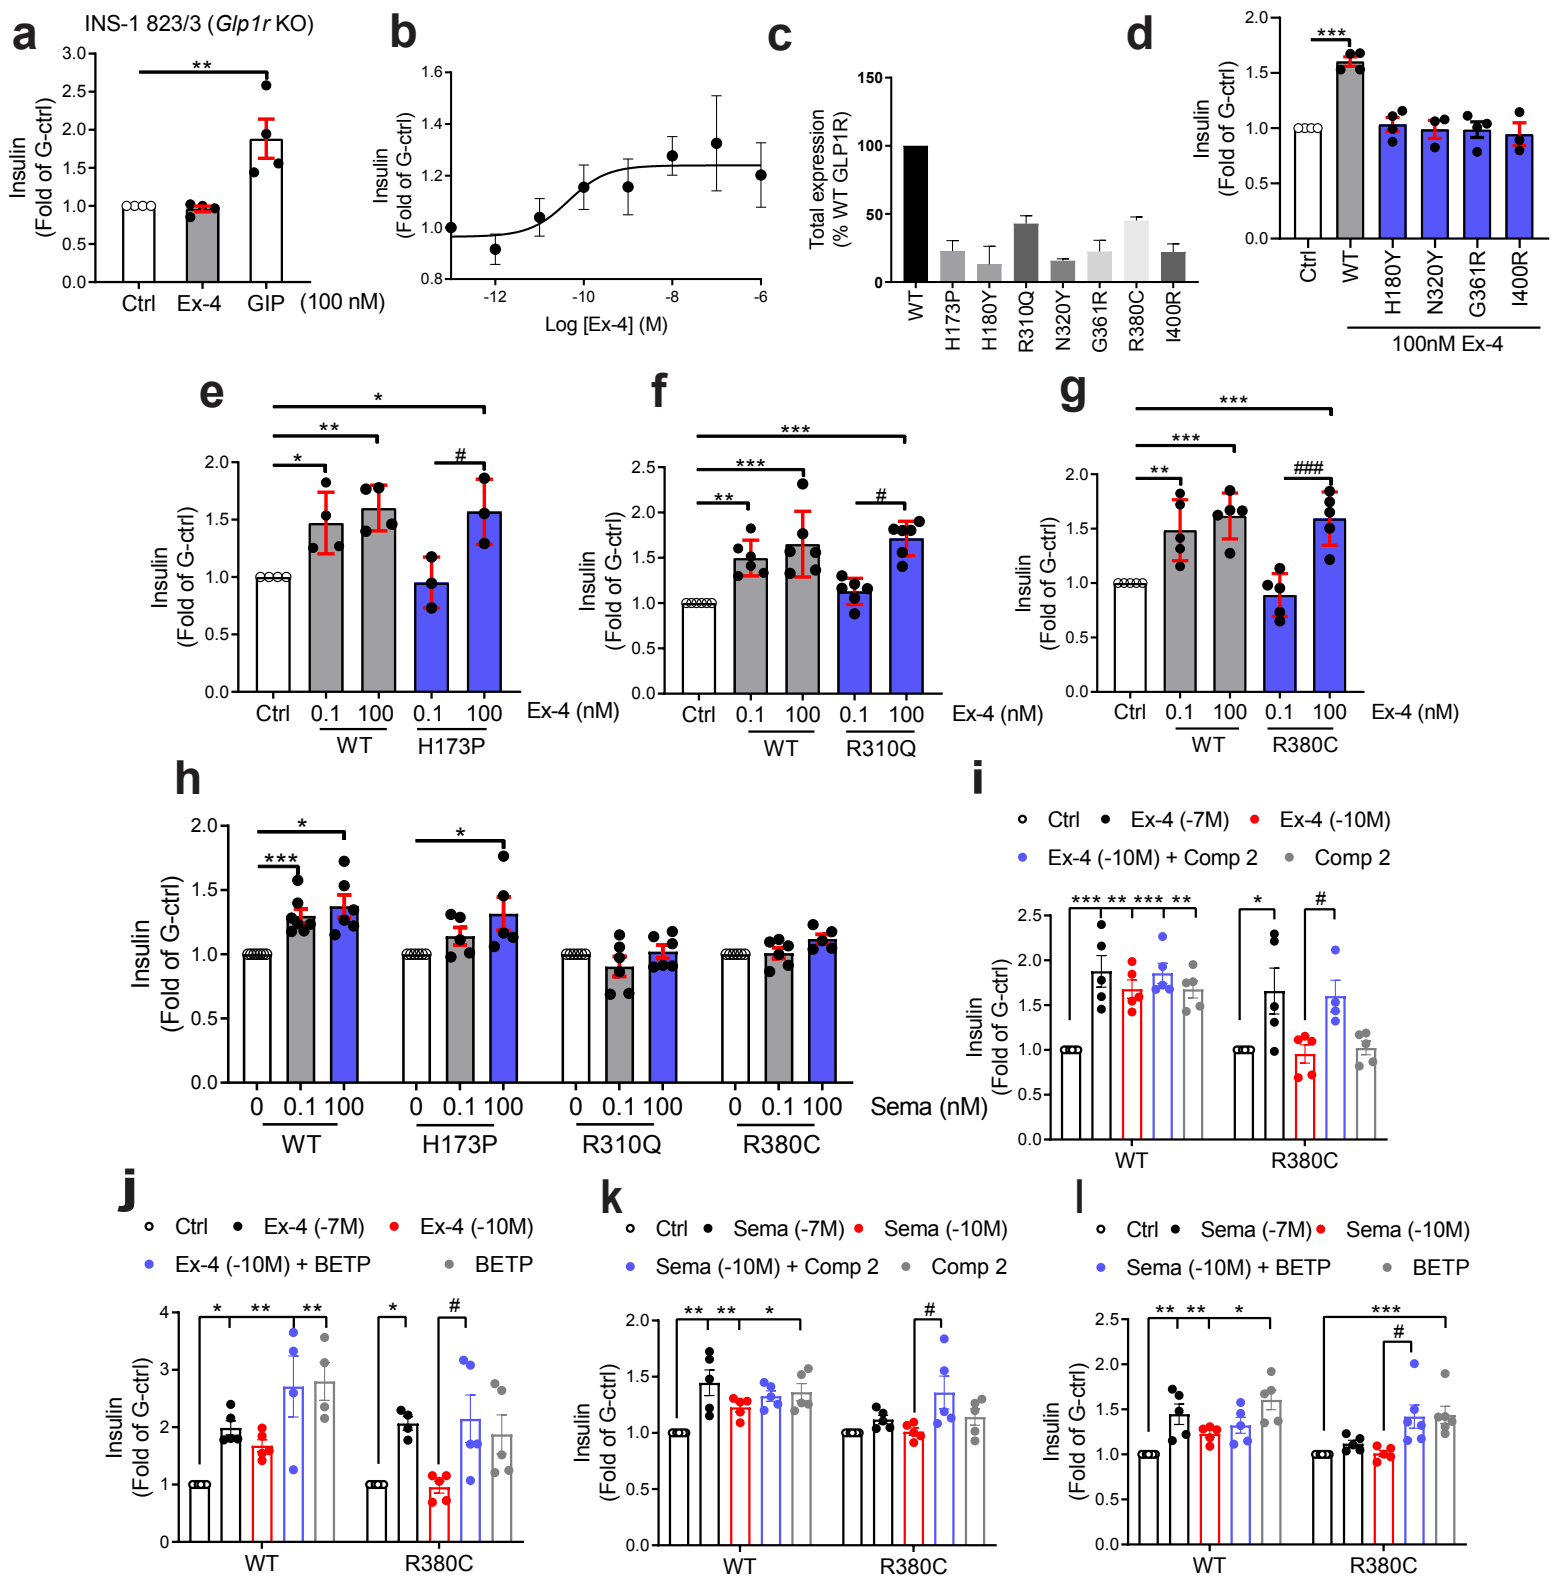 a
INS-1 823/3 (Glp1r KO)
Insulin
(Fold of G-ctrl)
3.0
2.5
2.0
1.5
1.0
0.5
0.0
**
Ctrl Ex-4 GIP (100 nM)
b
Insulin
(Fold of G-ctrl)
1.6
1.4
1.2
1.0
0.8
-12 -10 -8 -6
Log [Ex-4] (M)
c
Total expression
(% WT GLP1R)
150
100
50
0
WT H173P H180Y R310Q N320Y G361R R380C I400R
d
Insulin
(Fold of G-ctrl)
2.0
1.5
1.0
0.5
0.0
***
Ctrl WT H180Y N320Y G361R I400R
100nM Ex-4
e
Insulin
(Fold of G-ctrl)
2.0
1.5
1.0
0.5
0.0
*
**
* #
Ctrl 0.1 100 0.1 100 Ex-4 (nM)
WT H173P
f
Insulin
(Fold of G-ctrl)
2.5
2.0
1.5
1.0
0.5
0.0
***
***
** #
Ctrl 0.1 100 0.1 100 Ex-4 (nM)
WT R310Q
g
Insulin
(Fold of G-ctrl)
2.0
1.5
1.0
0.5
0.0
***
***
** ###
Ctrl 0.1 100 0.1 100 Ex-4 (nM)
WT R380C
h
Insulin
(Fold of G-ctrl)
2.0
1.5
1.0
0.5
0.0
* *
***
0 0.1 100 0 0.1 100 0 0.1 100 0 0.1 100 Sema (nM)
WT H173P R310Q R380C
i
Ctrl Ex-4 (-7M) Ex-4 (-10M)
Ex-4 (-10M) + Comp 2 Comp 2
Insulin
(Fold of G-ctrl)
2.5
2.0
1.5
1.0
0.5
0.0
*** ** *** ** * #
WT R380C
j
Ctrl Ex-4 (-7M) Ex-4 (-10M)
Ex-4 (-10M) + BETP BETP
Insulin
(Fold of G-ctrl)
4
3
2
1
0
* ** ** * #
WT R380C
k
Ctrl Sema (-7M) Sema (-10M)
Sema (-10M) + Comp 2 Comp 2
Insulin
(Fold of G-ctrl)
2.0
1.5
1.0
0.5
0.0
** ** * #
WT R380C
l
Ctrl Sema (-7M) Sema (-10M)
Sema (-10M) + BETP BETP
Insulin
(Fold of G-ctrl)
2.5
2.0
1.5
1.0
0.5
0.0
** ** * ***
#
WT R380C